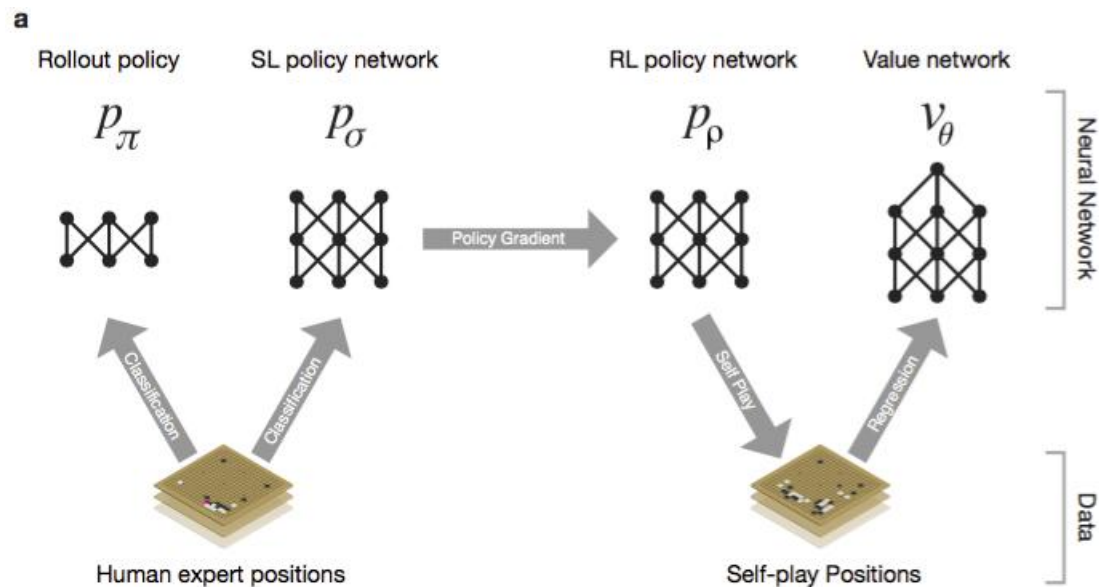 a
Rollout policy
SL policy network
RL policy network
Value network
pπ
pσ
pρ
vθ
Neural Network
Policy Gradient
Classification
Classification
Self Play
Regression
Data
Human expert positions
Self-play Positions